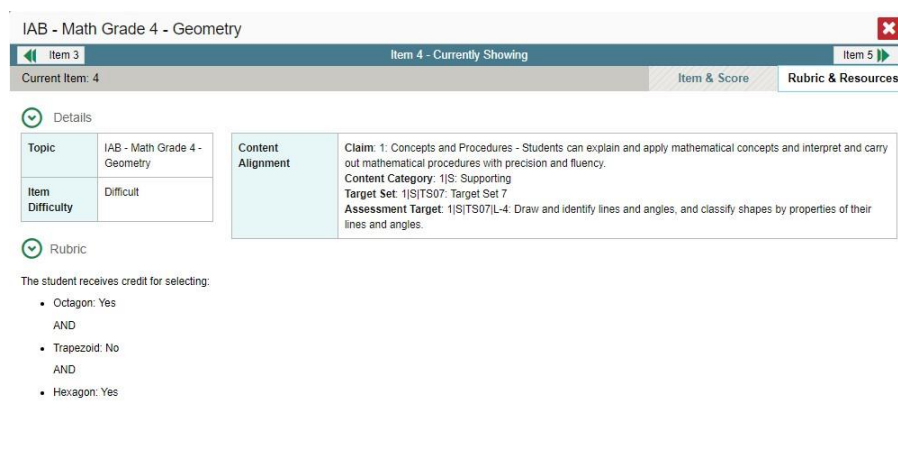 IAB - Math Grade 4 - Geometry
Item 3
Item 4 - Currently Showing
Item 5
Current Item: 4
Item & Score
Rubric & Resources
Details
Topic
IAB - Math Grade 4 -
Geometry
Item
Difficulty
Difficult
Content
Alignment
Claim: 1: Concepts and Procedures - Students can explain and apply mathematical concepts and interpret and carry
out mathematical procedures with precision and fluency.
Content Category: 1|S: Supporting
Target Set: 1|S|TS07: Target Set 7
Assessment Target: 1|S|TS07|L-4: Draw and identify lines and angles, and classify shapes by properties of their
lines and angles.
Rubric
The student receives credit for selecting:
• Octagon: Yes
AND
• Trapezoid: No
AND
• Hexagon: Yes